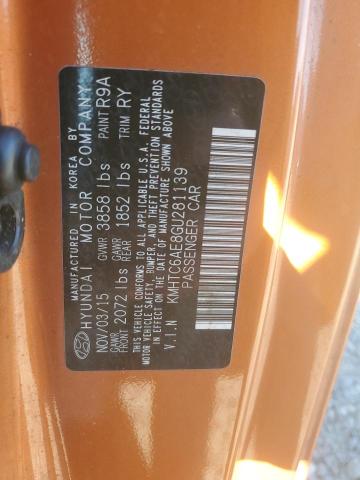 MANUFACTURED IN KOREA BY
HYUNDAI MOTOR COMPANY
NOV/03/15 GVWR 3858 lbs PAINT R9A
GAWR FRONT 2072 lbs GAWR REAR 1852 lbs TRIM RY
THIS VEHICLE CONFORMS TO ALL APPLICABLE U.S.A. FEDERAL
MOTOR VEHICLE SAFETY, BUMPER, AND THEFT PREVENTION STANDARDS
IN EFFECT ON THE DATE OF MANUFACTURE SHOWN ABOVE
V.I.N KMHTC6AE8GU281139
PASSENGER CAR